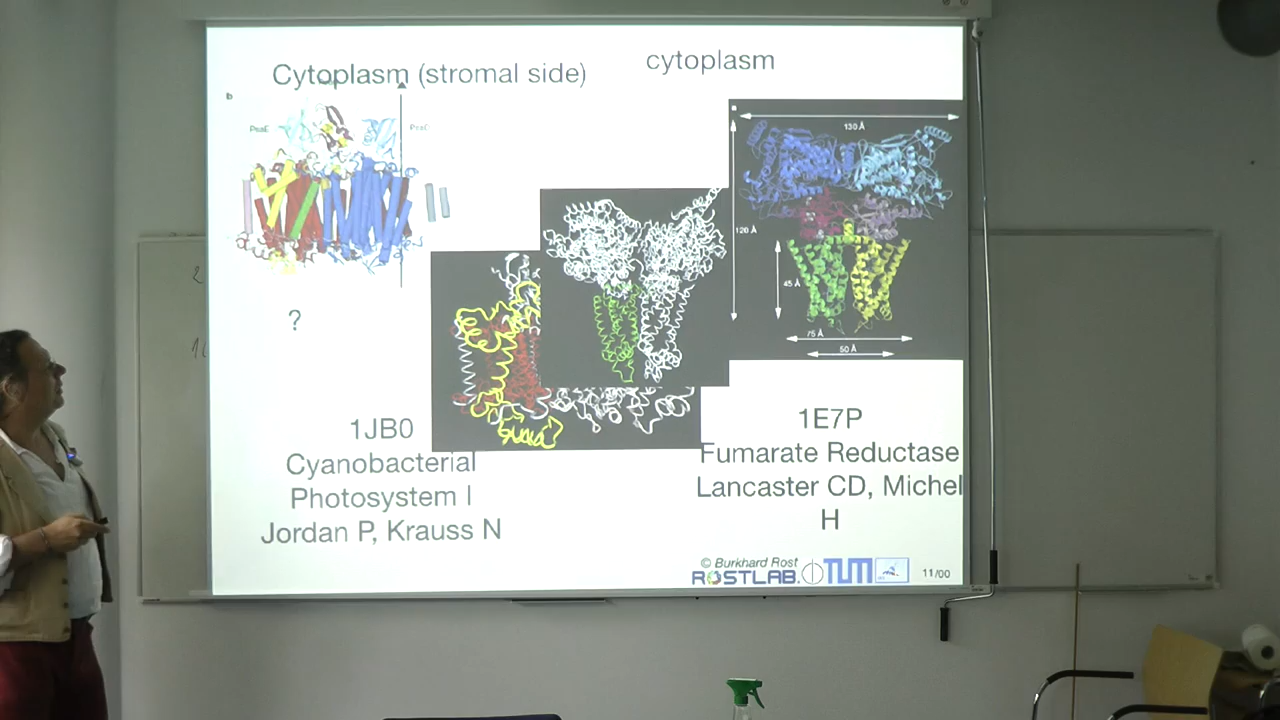 Cytoplasm (stromal side)
cytoplasm
b
a
130 Å
120 Å
45 Å
75 Å
50 Å
?
1JB0
Cyanobacterial
Photosystem I
Jordan P, Krauss N
1E7P
Fumarate Reductase
Lancaster CD, Michel
H
© Burkhard Rost
ROSTLAB.
TUM
11/00